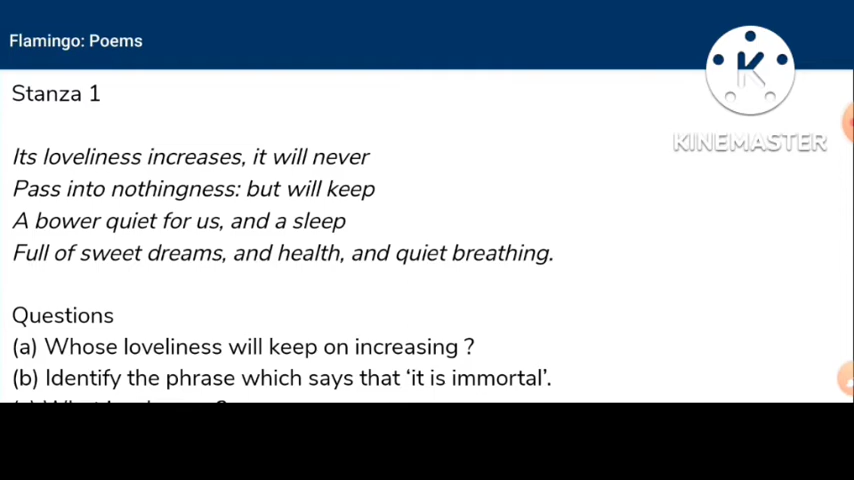 Flamingo: Poems
KINEMASTER
Stanza 1
Its loveliness increases, it will never
Pass into nothingness: but will keep
A bower quiet for us, and a sleep
Full of sweet dreams, and health, and quiet breathing.
Questions
(a) Whose loveliness will keep on increasing ?
(b) Identify the phrase which says that ‘it is immortal’.